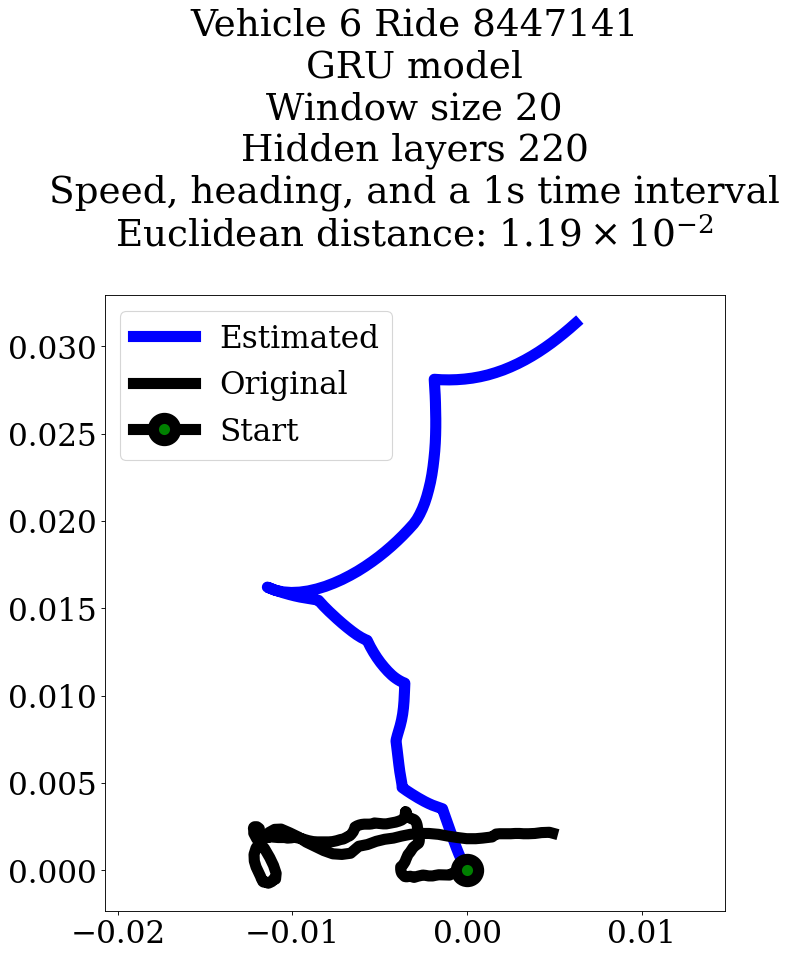 Vehicle 6 Ride 8447141
GRU model
Window size 20
Hidden layers 220
Speed, heading, and a 1s time interval
Euclidean distance: 1.19 × 10⁻²
Estimated
Original
Start
0.030
0.025
0.020
0.015
0.010
0.005
0.000
−0.02 −0.01 0.00 0.01